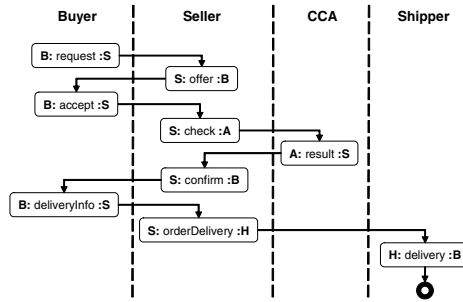 Buyer Seller CCA Shipper
B: request :S
S: offer :B
B: accept :S
S: check :A
A: result :S
S: confirm :B
B: deliveryInfo :S
S: orderDelivery :H
H: delivery :B